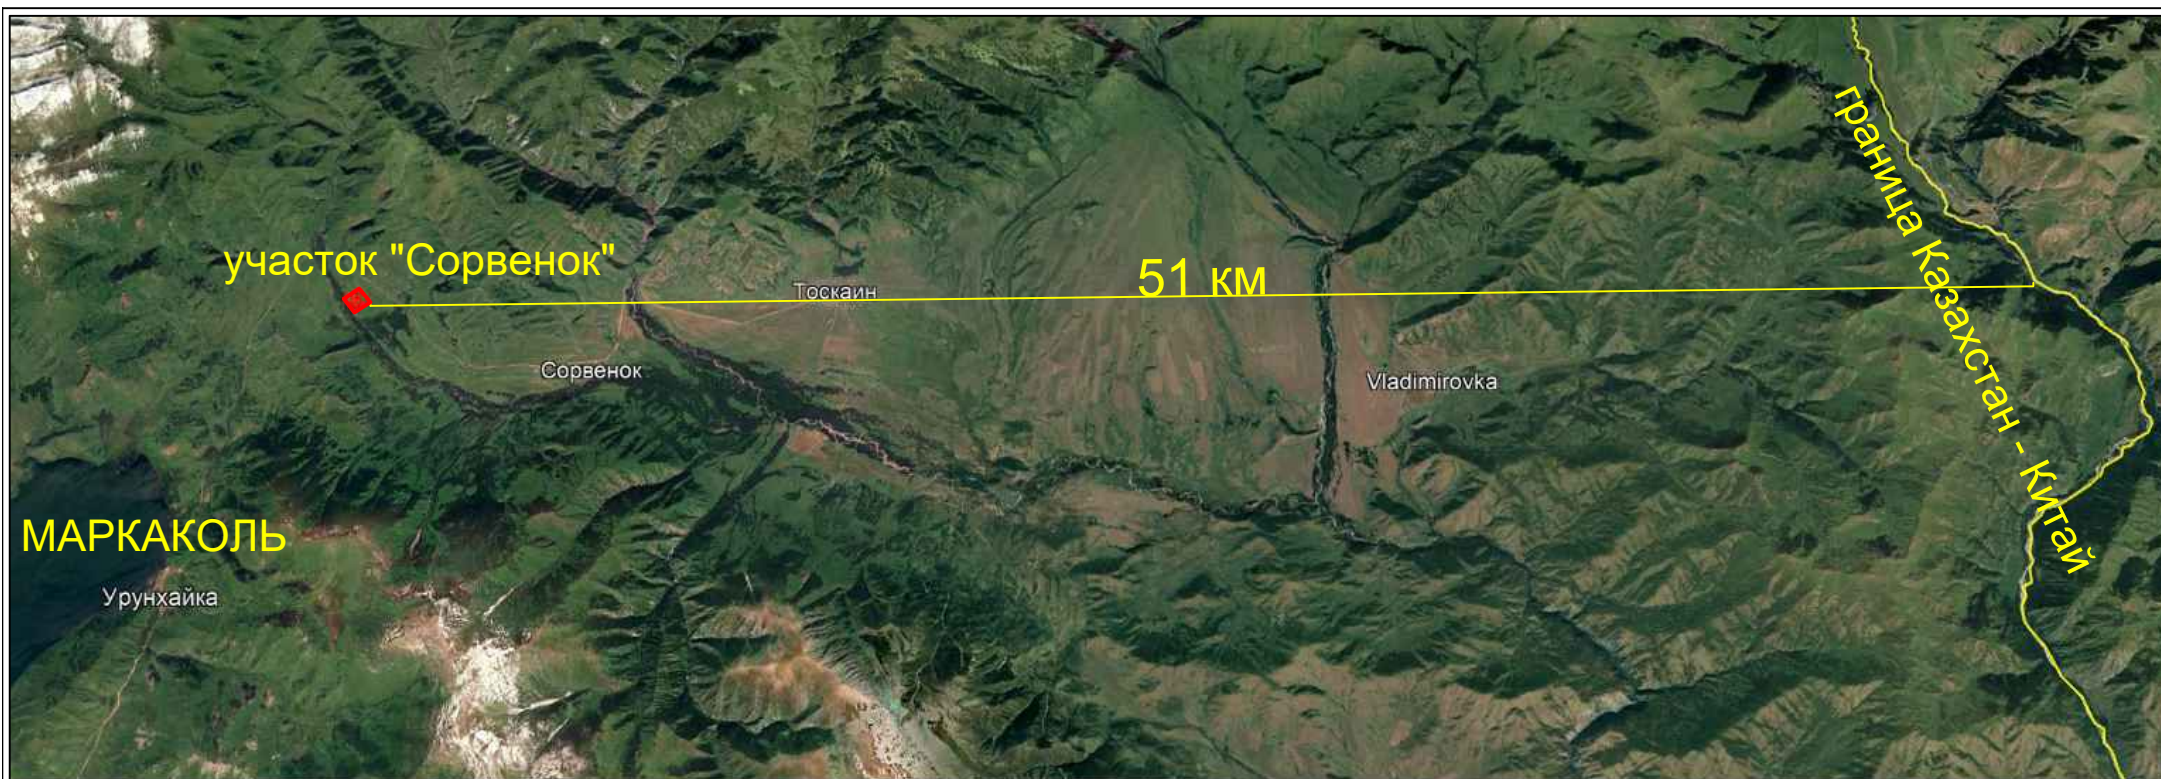 участок "Сорвенок"
51 км
Тоскаин
граница Казахстан - Китай
Сорвенок
Vladimirovka
МАРКАКОЛЬ
Урунхайка